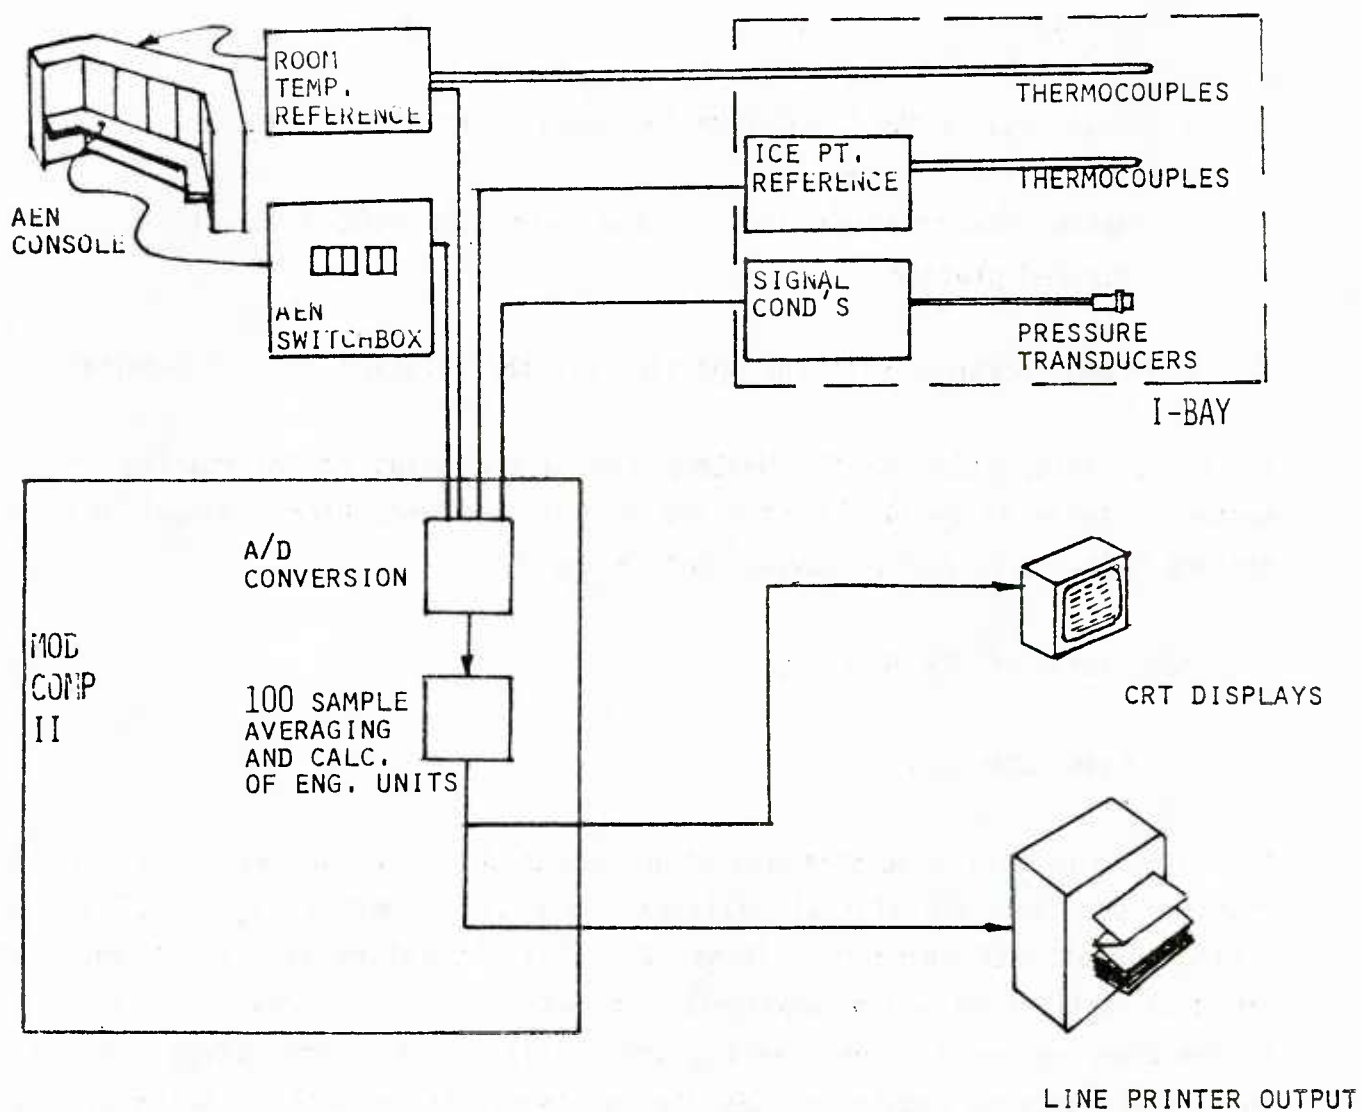 ROOM
TEMP.
REFERENCE
THERMOCOUPLES
ICE PT.
REFERENCE
THERMOCOUPLES
AEN
CONSOLE
SIGNAL
COND'S
AEN
SWITCHBOX
PRESSURE
TRANSDUCERS
I-BAY
A/D
CONVERSION
MOD
COMP
II
100 SAMPLE
AVERAGING
AND CALC.
OF ENG. UNITS
CRT DISPLAYS
LINE PRINTER OUTPUT